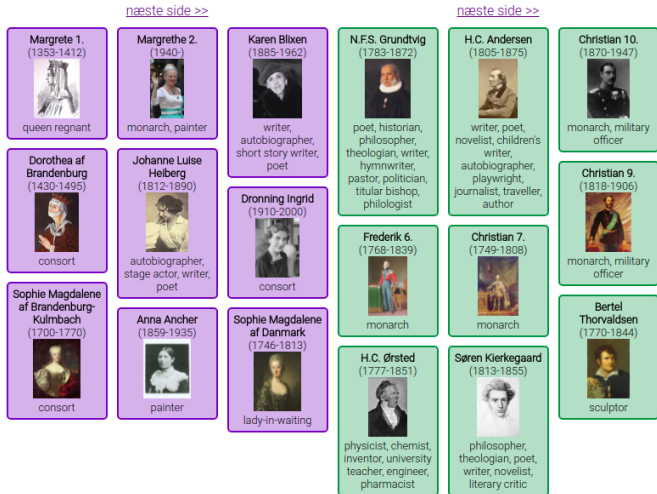 næste side >>
Margrete 1.
(1353-1412)
queen regnant
Dorothea af
Brandenburg
(1430-1495)
consort
Sophie Magdalene
af Brandenburg-
Kulmbach
(1700-1770)
consort
Margrethe 2.
(1940-)
monarch, painter
Johanne Luise
Heiberg
(1812-1890)
autobiographer,
stage actor, writer,
poet
Anna Ancher
(1859-1935)
painter
Karen Blixen
(1885-1962)
writer,
autobiographer,
short story writer,
poet
Dronning Ingrid
(1910-2000)
consort
Sophie Magdalene
af Danmark
(1746-1813)
lady-in-waiting
næste side >>
N.F.S. Grundtvig
(1783-1872)
poet, historian,
philosopher,
theologian, writer,
hymnwriter,
pastor, politician,
titular bishop,
philologist
Frederik 6.
(1768-1839)
monarch
H.C. Ørsted
(1777-1851)
physicist, chemist,
inventor, university
teacher, engineer,
pharmacist
H.C. Andersen
(1805-1875)
writer, poet,
novelist, children's
writer,
autobiographer,
playwright,
journalist, traveller,
author
Christian 7.
(1749-1808)
monarch
Søren Kierkegaard
(1813-1855)
philosopher,
theologian, poet,
writer, novelist,
literary critic
Christian 10.
(1870-1947)
monarch, military
officer
Christian 9.
(1818-1906)
monarch, military
officer
Bertel
Thorvaldsen
(1770-1844)
sculptor